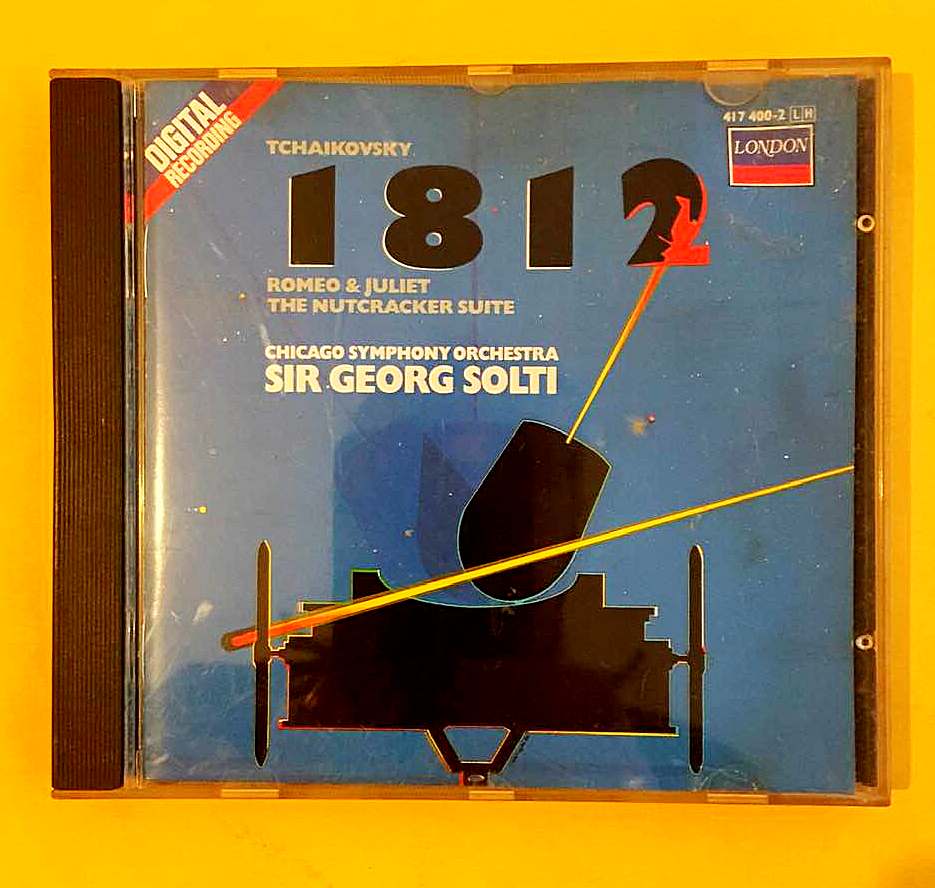 DIGITAL
RECORDING
417 400-2 LH
LONDON
TCHAIKOVSKY
1812
ROMEO & JULIET
THE NUTCRACKER SUITE
CHICAGO SYMPHONY ORCHESTRA
SIR GEORG SOLTI